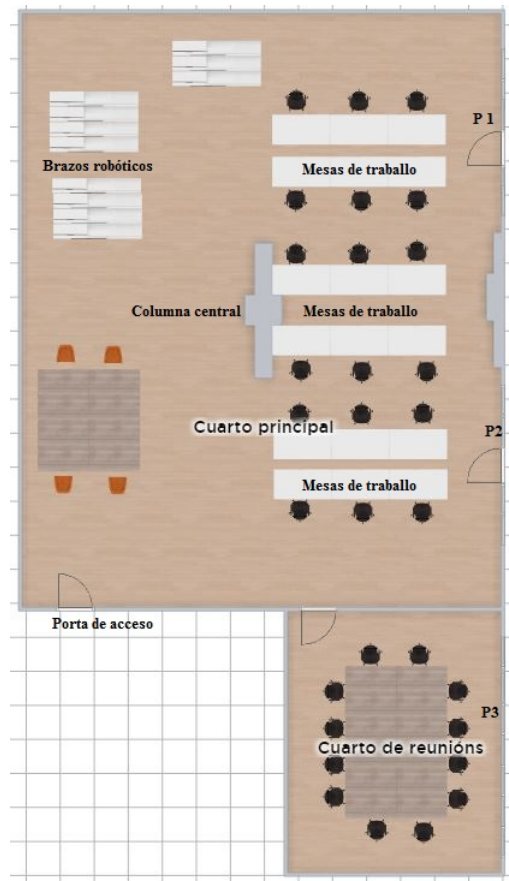 P 1
Brazos robóticos
Mesas de traballo
Columna central
Mesas de traballo
Cuarto principal
P2
Mesas de traballo
Porta de acceso
P3
Cuarto de reunións